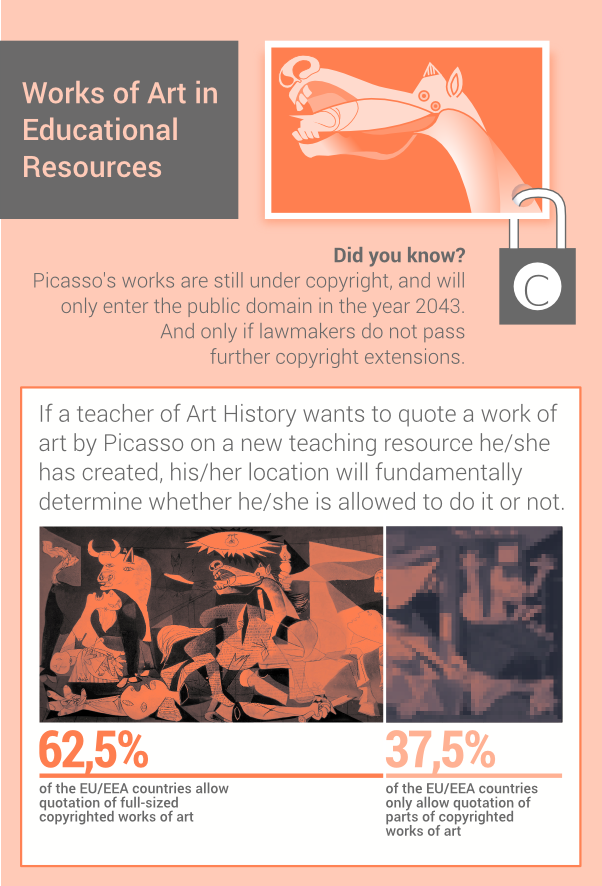 Works of Art in
Educational
Resources
C
Did you know?
Picasso's works are still under copyright, and will
only enter the public domain in the year 2043.
And only if lawmakers do not pass
further copyright extensions.
If a teacher of Art History wants to quote a work of
art by Picasso on a new teaching resource he/she
has created, his/her location will fundamentally
determine whether he/she is allowed to do it or not.
62,5%
of the EU/EEA countries allow
quotation of full-sized
copyrighted works of art
37,5%
of the EU/EEA countries
only allow quotation of
parts of copyrighted
works of art